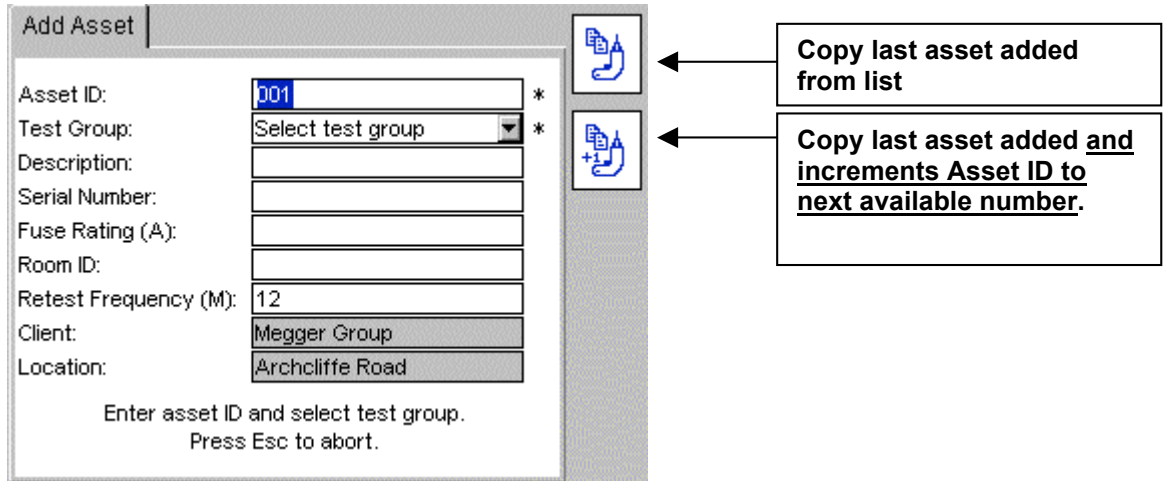 Add Asset
Asset ID: 001 *
Test Group: Select test group *
Description:
Serial Number:
Fuse Rating (A):
Room ID:
Retest Frequency (M): 12
Client: Megger Group
Location: Archcliffe Road
Enter asset ID and select test group.
Press Esc to abort.
+1
Copy last asset added
from list
Copy last asset added and
increments Asset ID to
next available number.